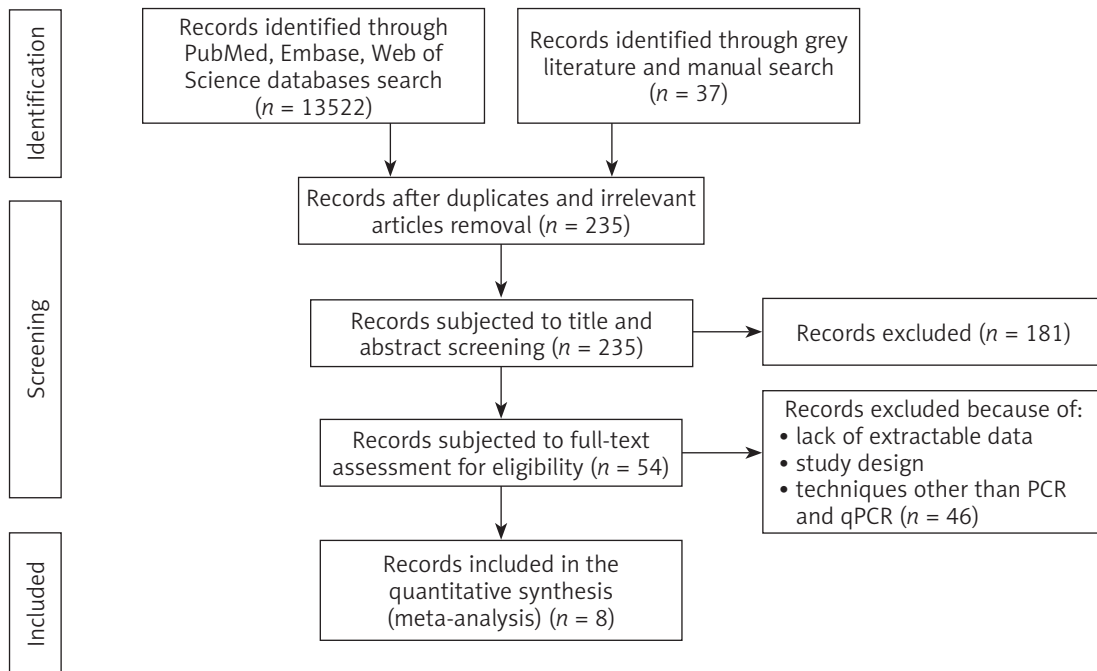 Identification
Records identified through
PubMed, Embase, Web of
Science databases search
(n = 13522)
Records identified through grey
literature and manual search
(n = 37)
Records after duplicates and irrelevant
articles removal (n = 235)
Screening
Records subjected to title and
abstract screening (n = 235)
Records excluded (n = 181)
Records subjected to full-text
assessment for eligibility (n = 54)
Records excluded because of:
• lack of extractable data
• study design
• techniques other than PCR
and qPCR (n = 46)
Included
Records included in the
quantitative synthesis
(meta-analysis) (n = 8)